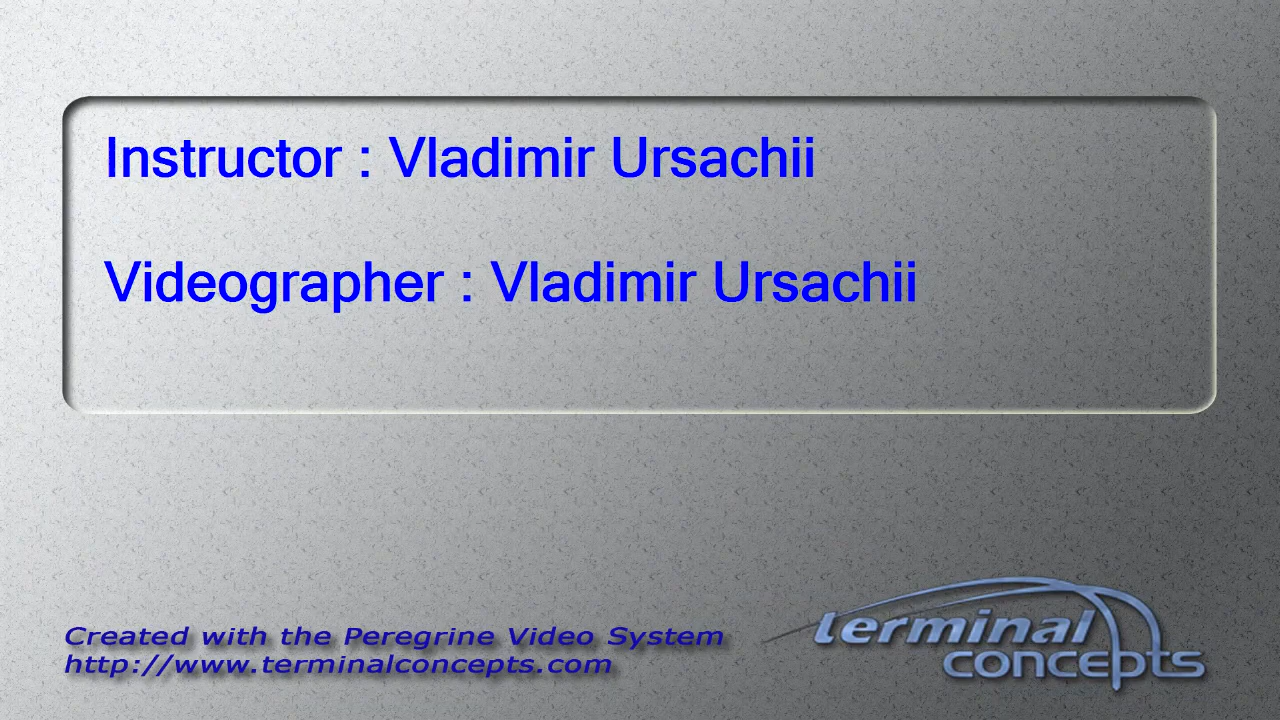 Instructor : Vladimir Ursachii
Videographer : Vladimir Ursachii
Created with the Peregrine Video System
http://www.terminalconcepts.com
terminal
concepts